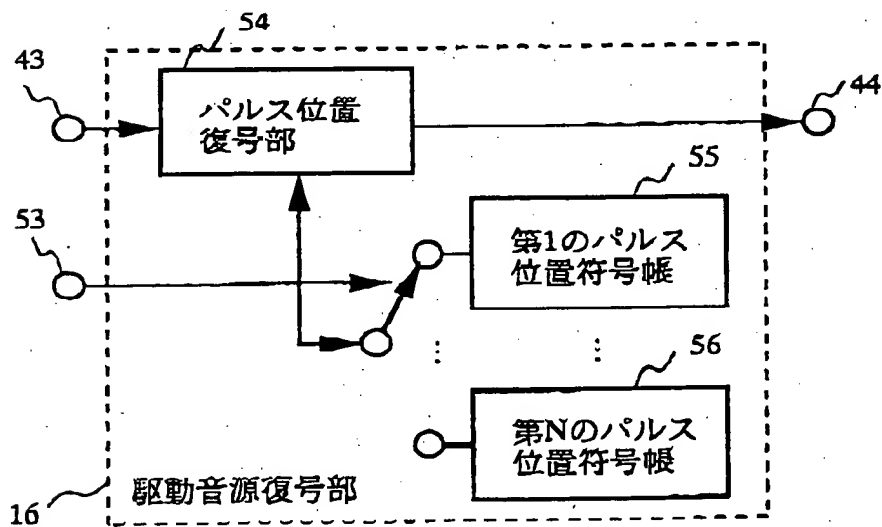 54
43
44
パルス位置
復号部
55
53
第1のパルス
位置符号帳
⋮
⋮
56
第Nのパルス
位置符号帳
駆動音源復号部
16